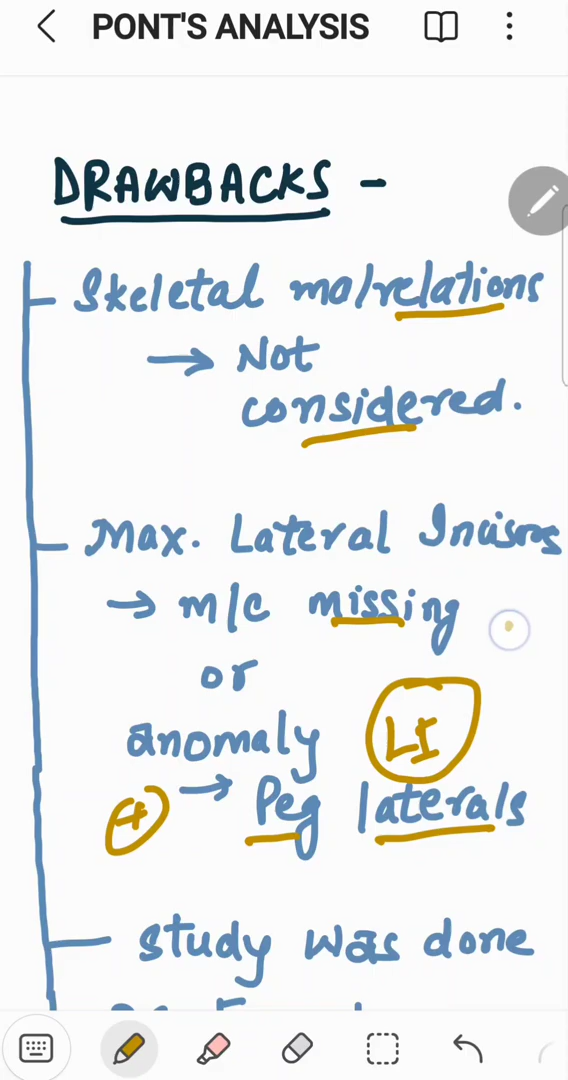 PONT'S ANALYSIS
DRAWBACKS -
Skeletal malrelations
→ Not
considered.
Max. Lateral Incisors
→ m/c missing
or
anomaly LI
+ → Peg laterals
study was done